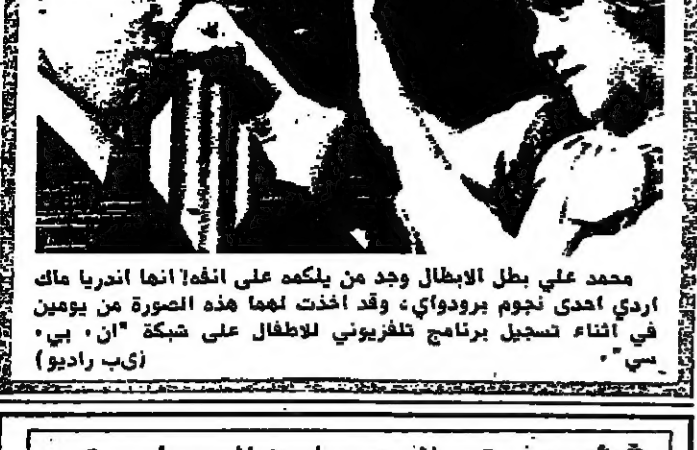 محمد علي بطل الابطال وجد من يلكمه على انفه! انها اندريا ماك
اردي احدى نجوم برودواي، وقد اخذت لهما هذه الصورة من يومين
في اثناء تسجيل برنامج تلفزيوني للاطفال على شبكة "ان. بي.
سي". (ي ب راديو)